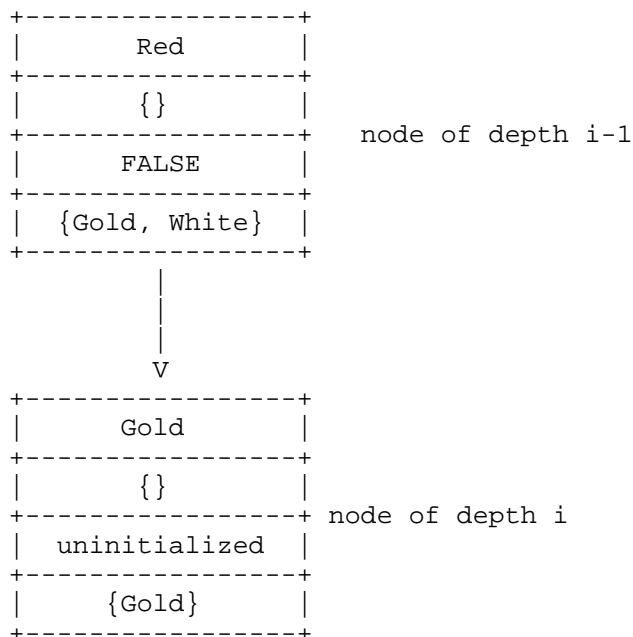 Red
{}
node of depth i-1
FALSE
{Gold, White}
V
Gold
{}
node of depth i
uninitialized
{Gold}